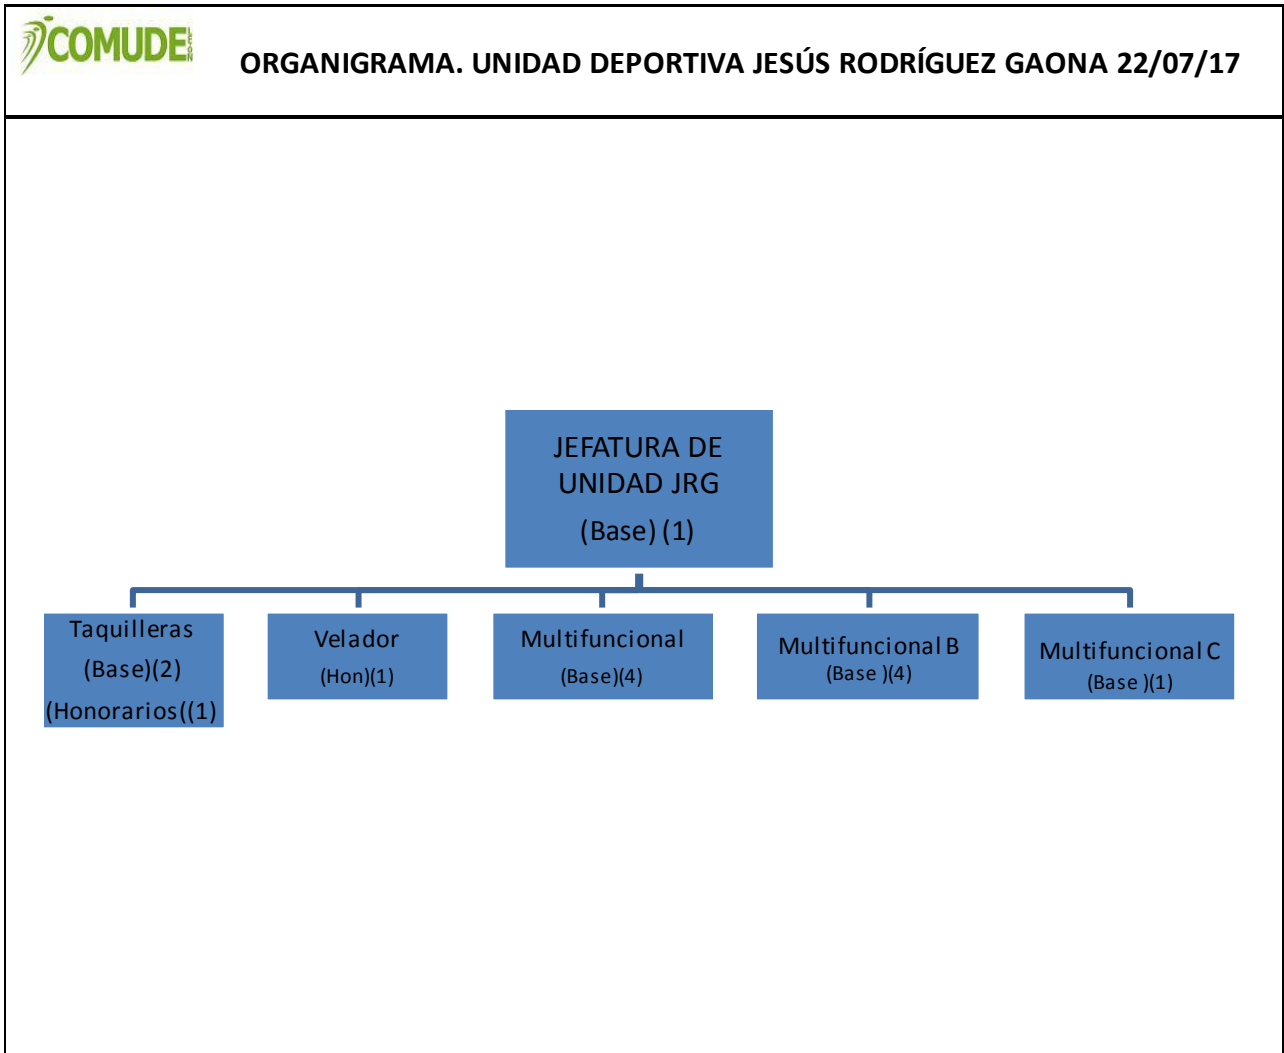 COMUDE
LEÓN
ORGANIGRAMA. UNIDAD DEPORTIVA JESÚS RODRÍGUEZ GAONA 22/07/17
JEFATURA DE
UNIDAD JRG
(Base) (1)
Taquilleras
(Base)(2)
(Honorarios((1)
Velador
(Hon)(1)
Multifuncional
(Base)(4)
Multifuncional B
(Base )(4)
Multifuncional C
(Base )(1)